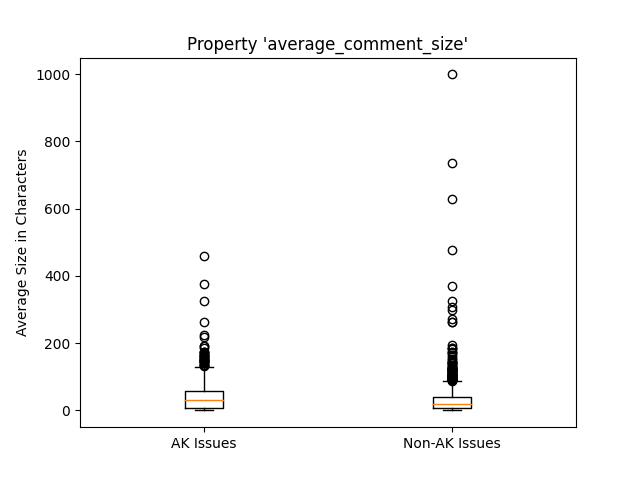 Property 'average_comment_size'
1000
800
600
400
200
0
Average Size in Characters
AK Issues
Non-AK Issues